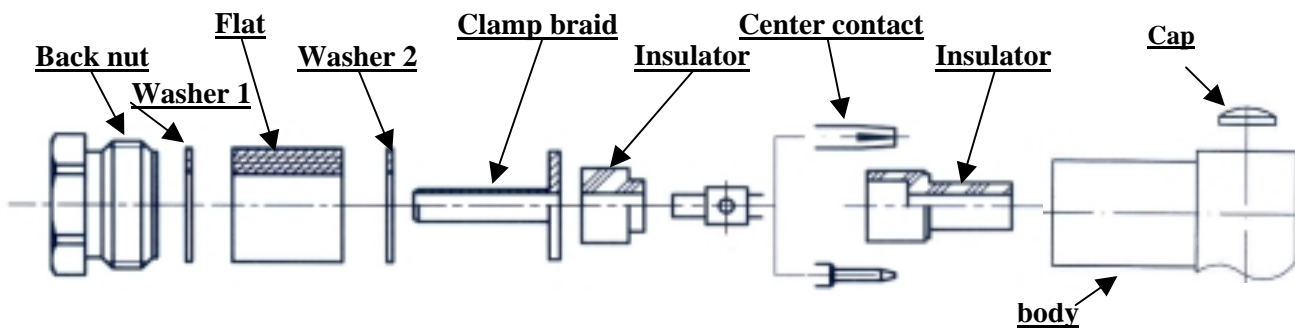 Flat
Clamp braid
Center contact
Cap
Back nut
Washer 2
Insulator
Insulator
Washer 1
body